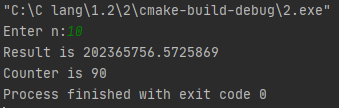 "C:\C lang\1.2\2\cmake-build-debug\2.exe"
Enter n:10
Result is 202365756.5725869
Counter is 90
Process finished with exit code 0